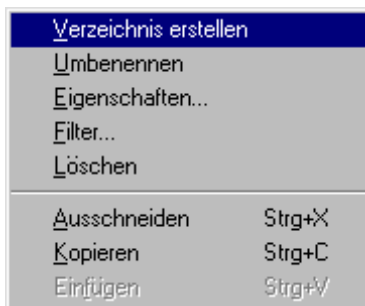 Verzeichnis erstellen
Umbenennen
Eigenschaften...
Filter...
Löschen
Ausschneiden Strg+X
Kopieren Strg+C
Einfügen Strg+V